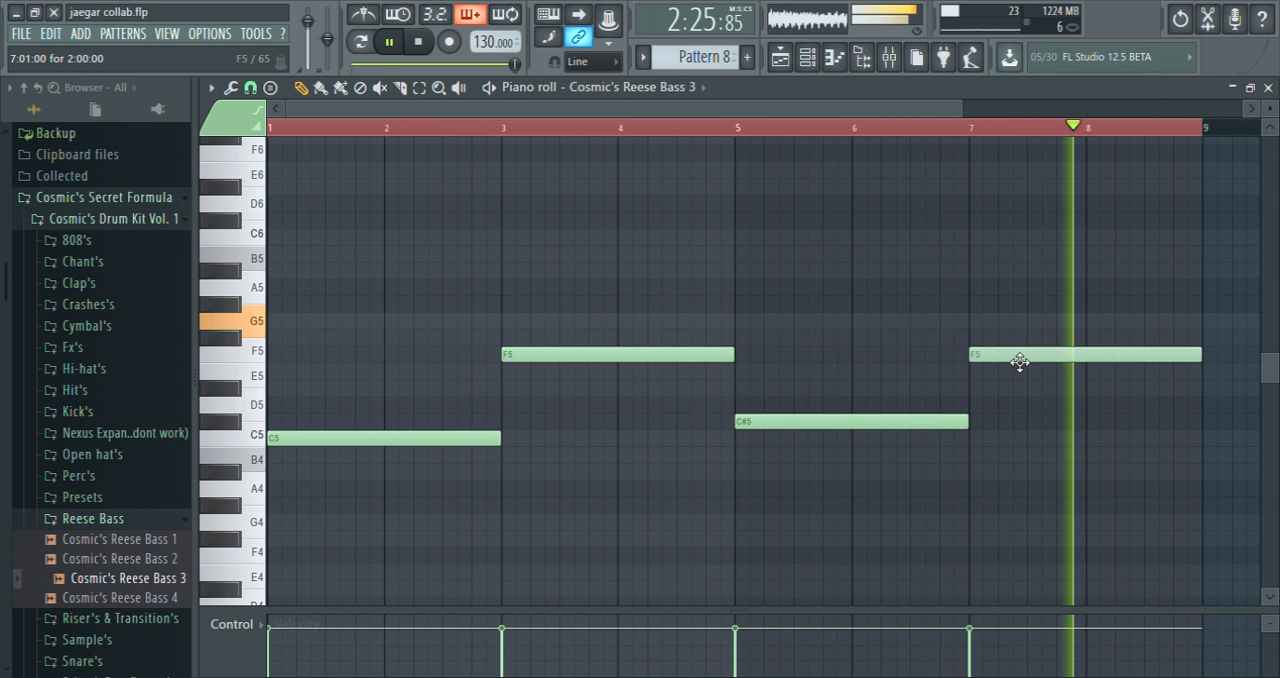 jaegar collab.flp
FILE EDIT ADD PATTERNS VIEW OPTIONS TOOLS ?
7:01:00 for 2:00:00 F5 / 65
3.2.
130.000
Line
2:25:85 M:S:CS
Pattern 8
23 1224 MB
6
05/30 FL Studio 12.5 BETA
Browser - All
Piano roll - Cosmic's Reese Bass 3
Backup
Clipboard files
Collected
Cosmic's Secret Formula
Cosmic's Drum Kit Vol. 1
808's
Chant's
Clap's
Crashes's
Cymbal's
Fx's
Hi-hat's
Hit's
Kick's
Nexus Expan..dont work)
Open hat's
Perc's
Presets
Reese Bass
Cosmic's Reese Bass 1
Cosmic's Reese Bass 2
Cosmic's Reese Bass 3
Cosmic's Reese Bass 4
Riser's & Transition's
Sample's
Snare's
1 2 3 4 5 6 7 8 9
F6
E6
D6
C6
B5
A5
G5
F5
E5
D5
C5
B4
A4
G4
F4
E4
F5
F5
C#5
C5
Control
Velocity